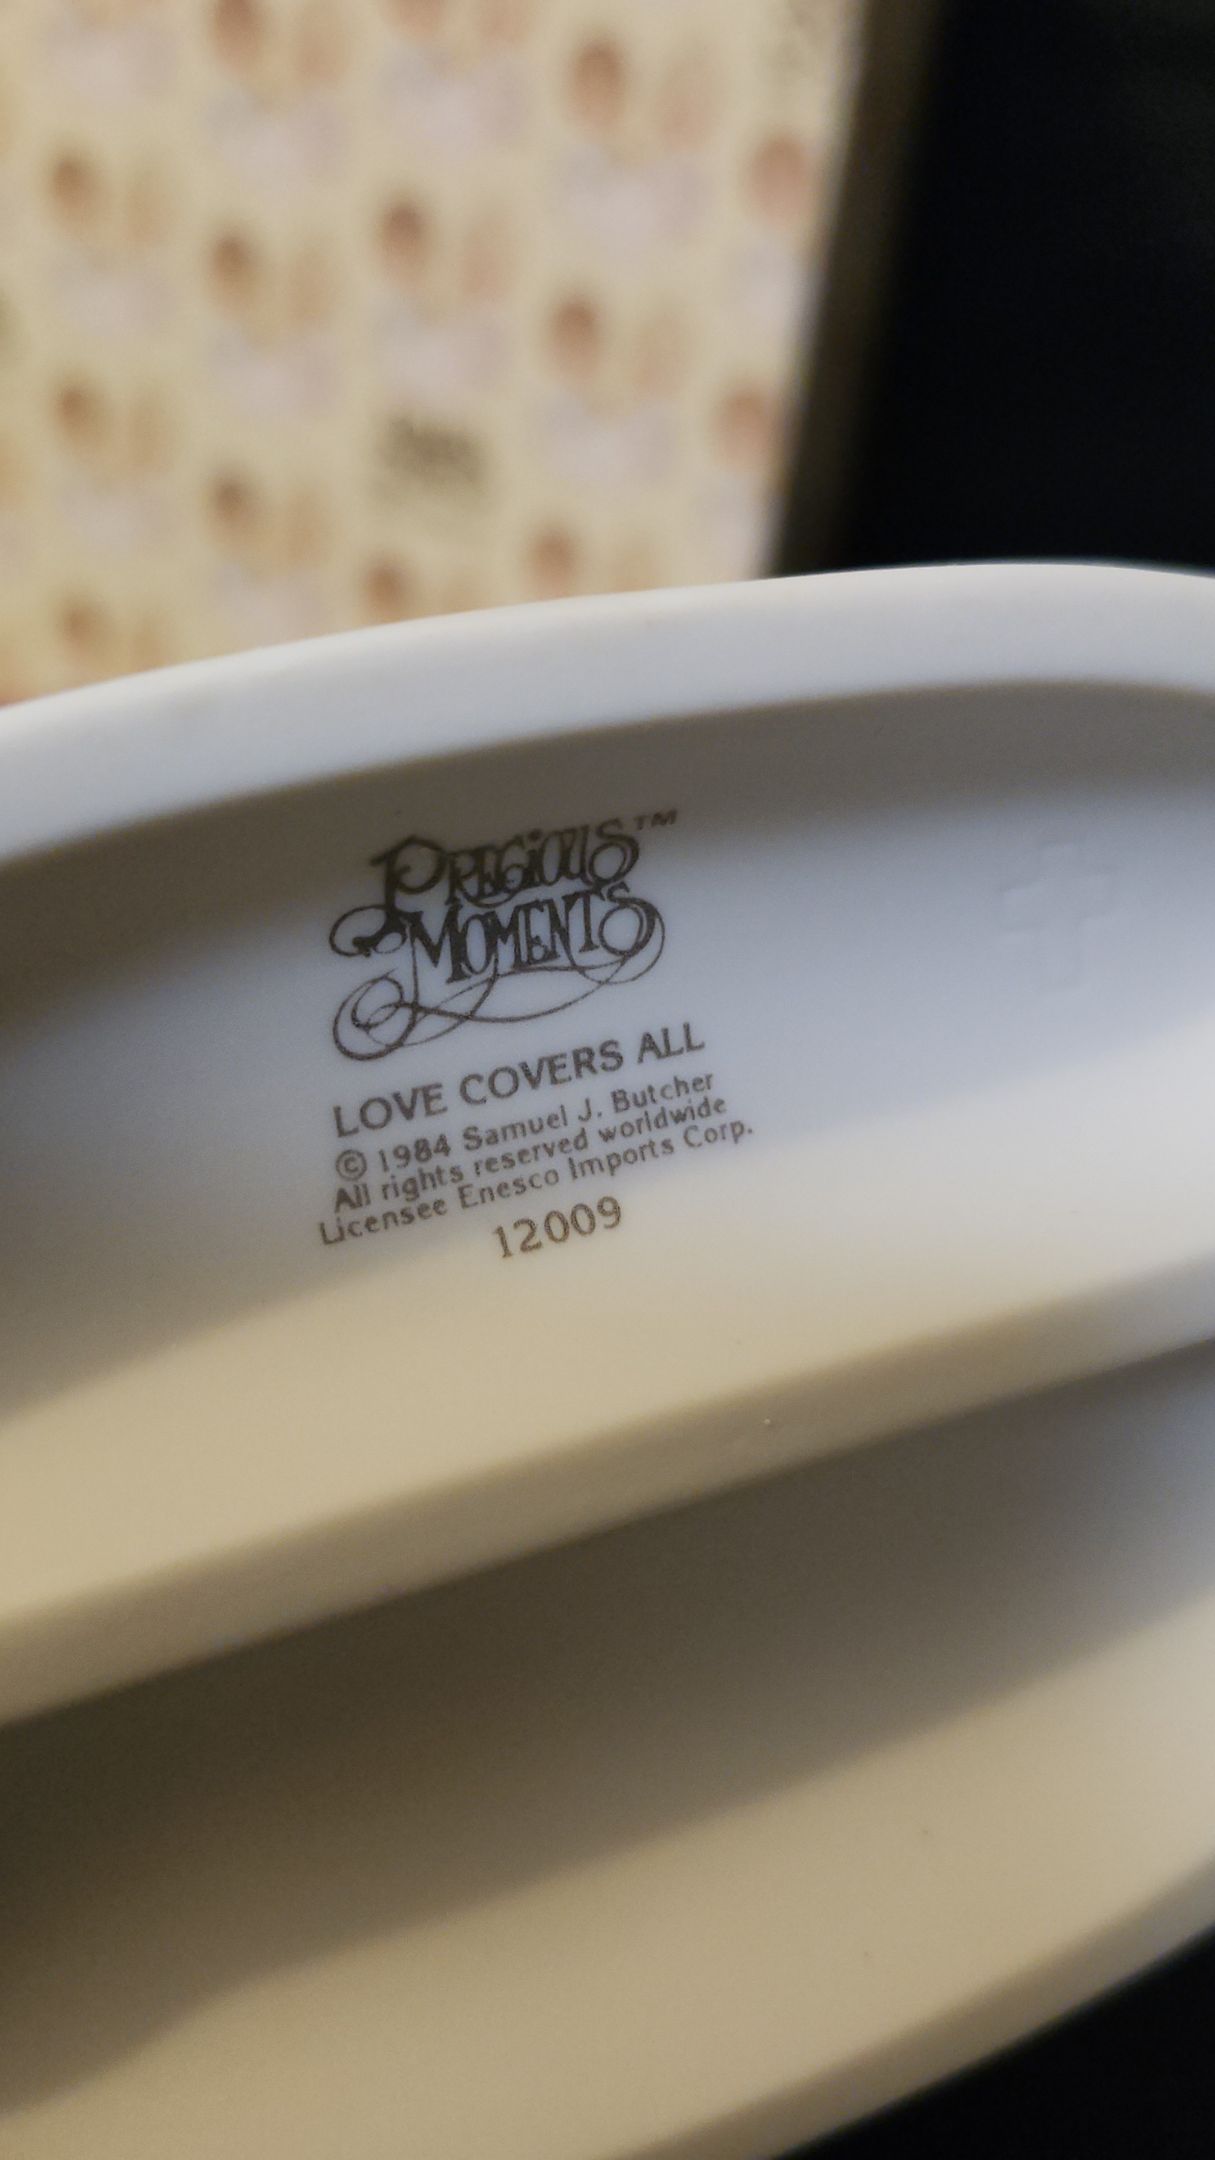 PRECIOUS™
MOMENTS
LOVE COVERS ALL
© 1984 Samuel J. Butcher
All rights reserved worldwide
Licensee Enesco Imports Corp.
12009